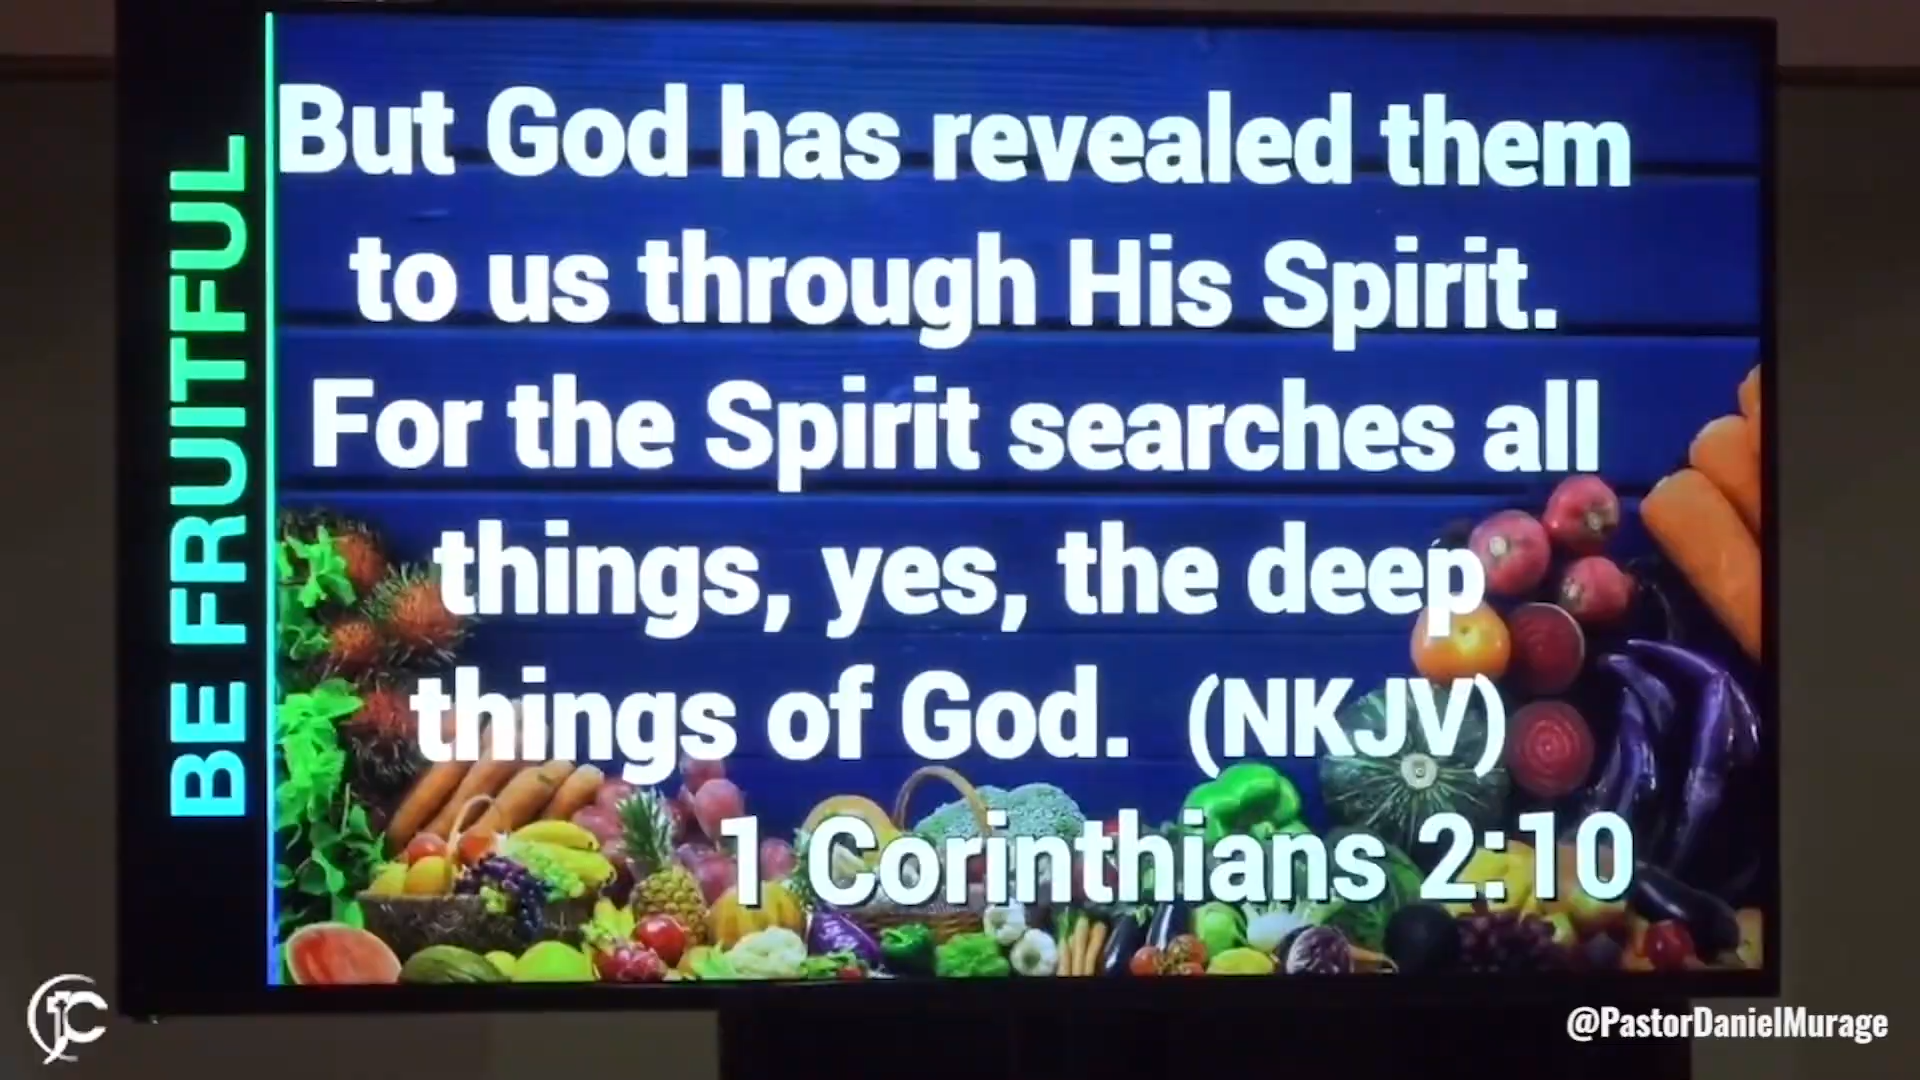 BE FRUITFUL
But God has revealed them
to us through His Spirit.
For the Spirit searches all
things, yes, the deep
things of God. (NKJV)
1 Corinthians 2:10
JC
@PastorDanielMurage